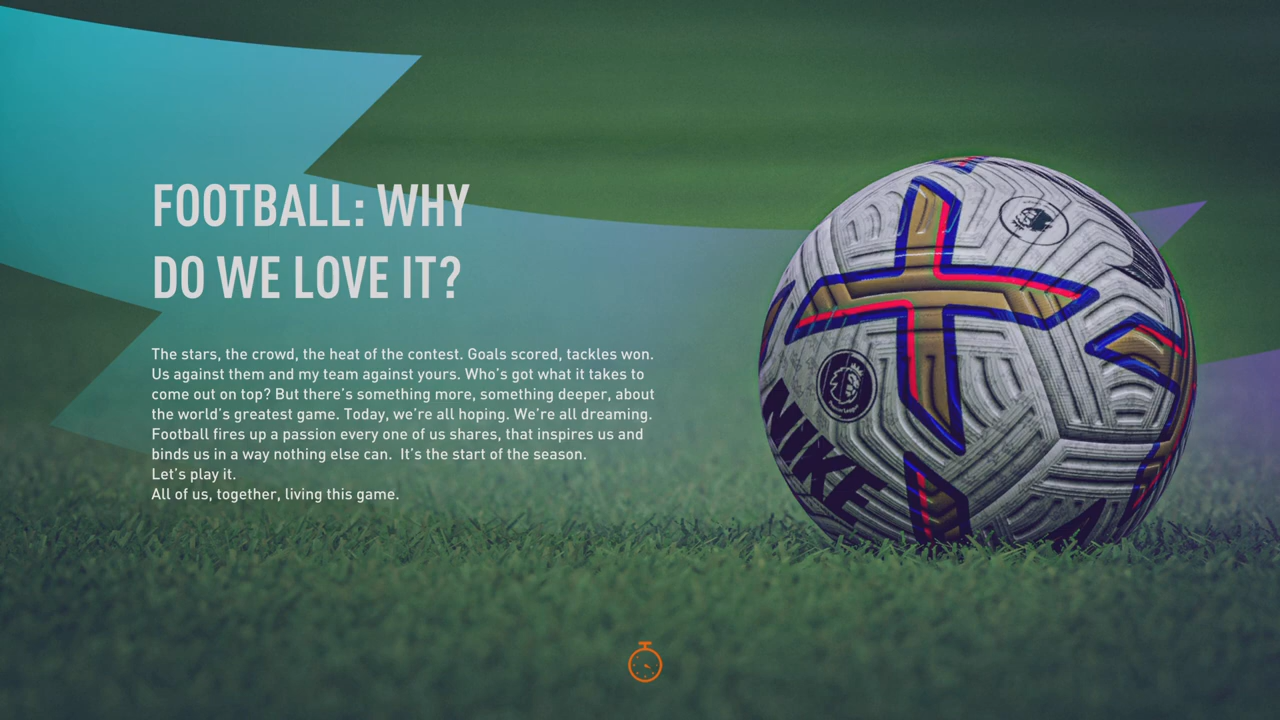 FOOTBALL: WHY
DO WE LOVE IT?
The stars, the crowd, the heat of the contest. Goals scored, tackles won.
Us against them and my team against yours. Who's got what it takes to
come out on top? But there's something more, something deeper, about
the world's greatest game. Today, we're all hoping. We're all dreaming.
Football fires up a passion every one of us shares, that inspires us and
binds us in a way nothing else can.  It's the start of the season.
Let's play it.
All of us, together, living this game.
Premier League
NIKE